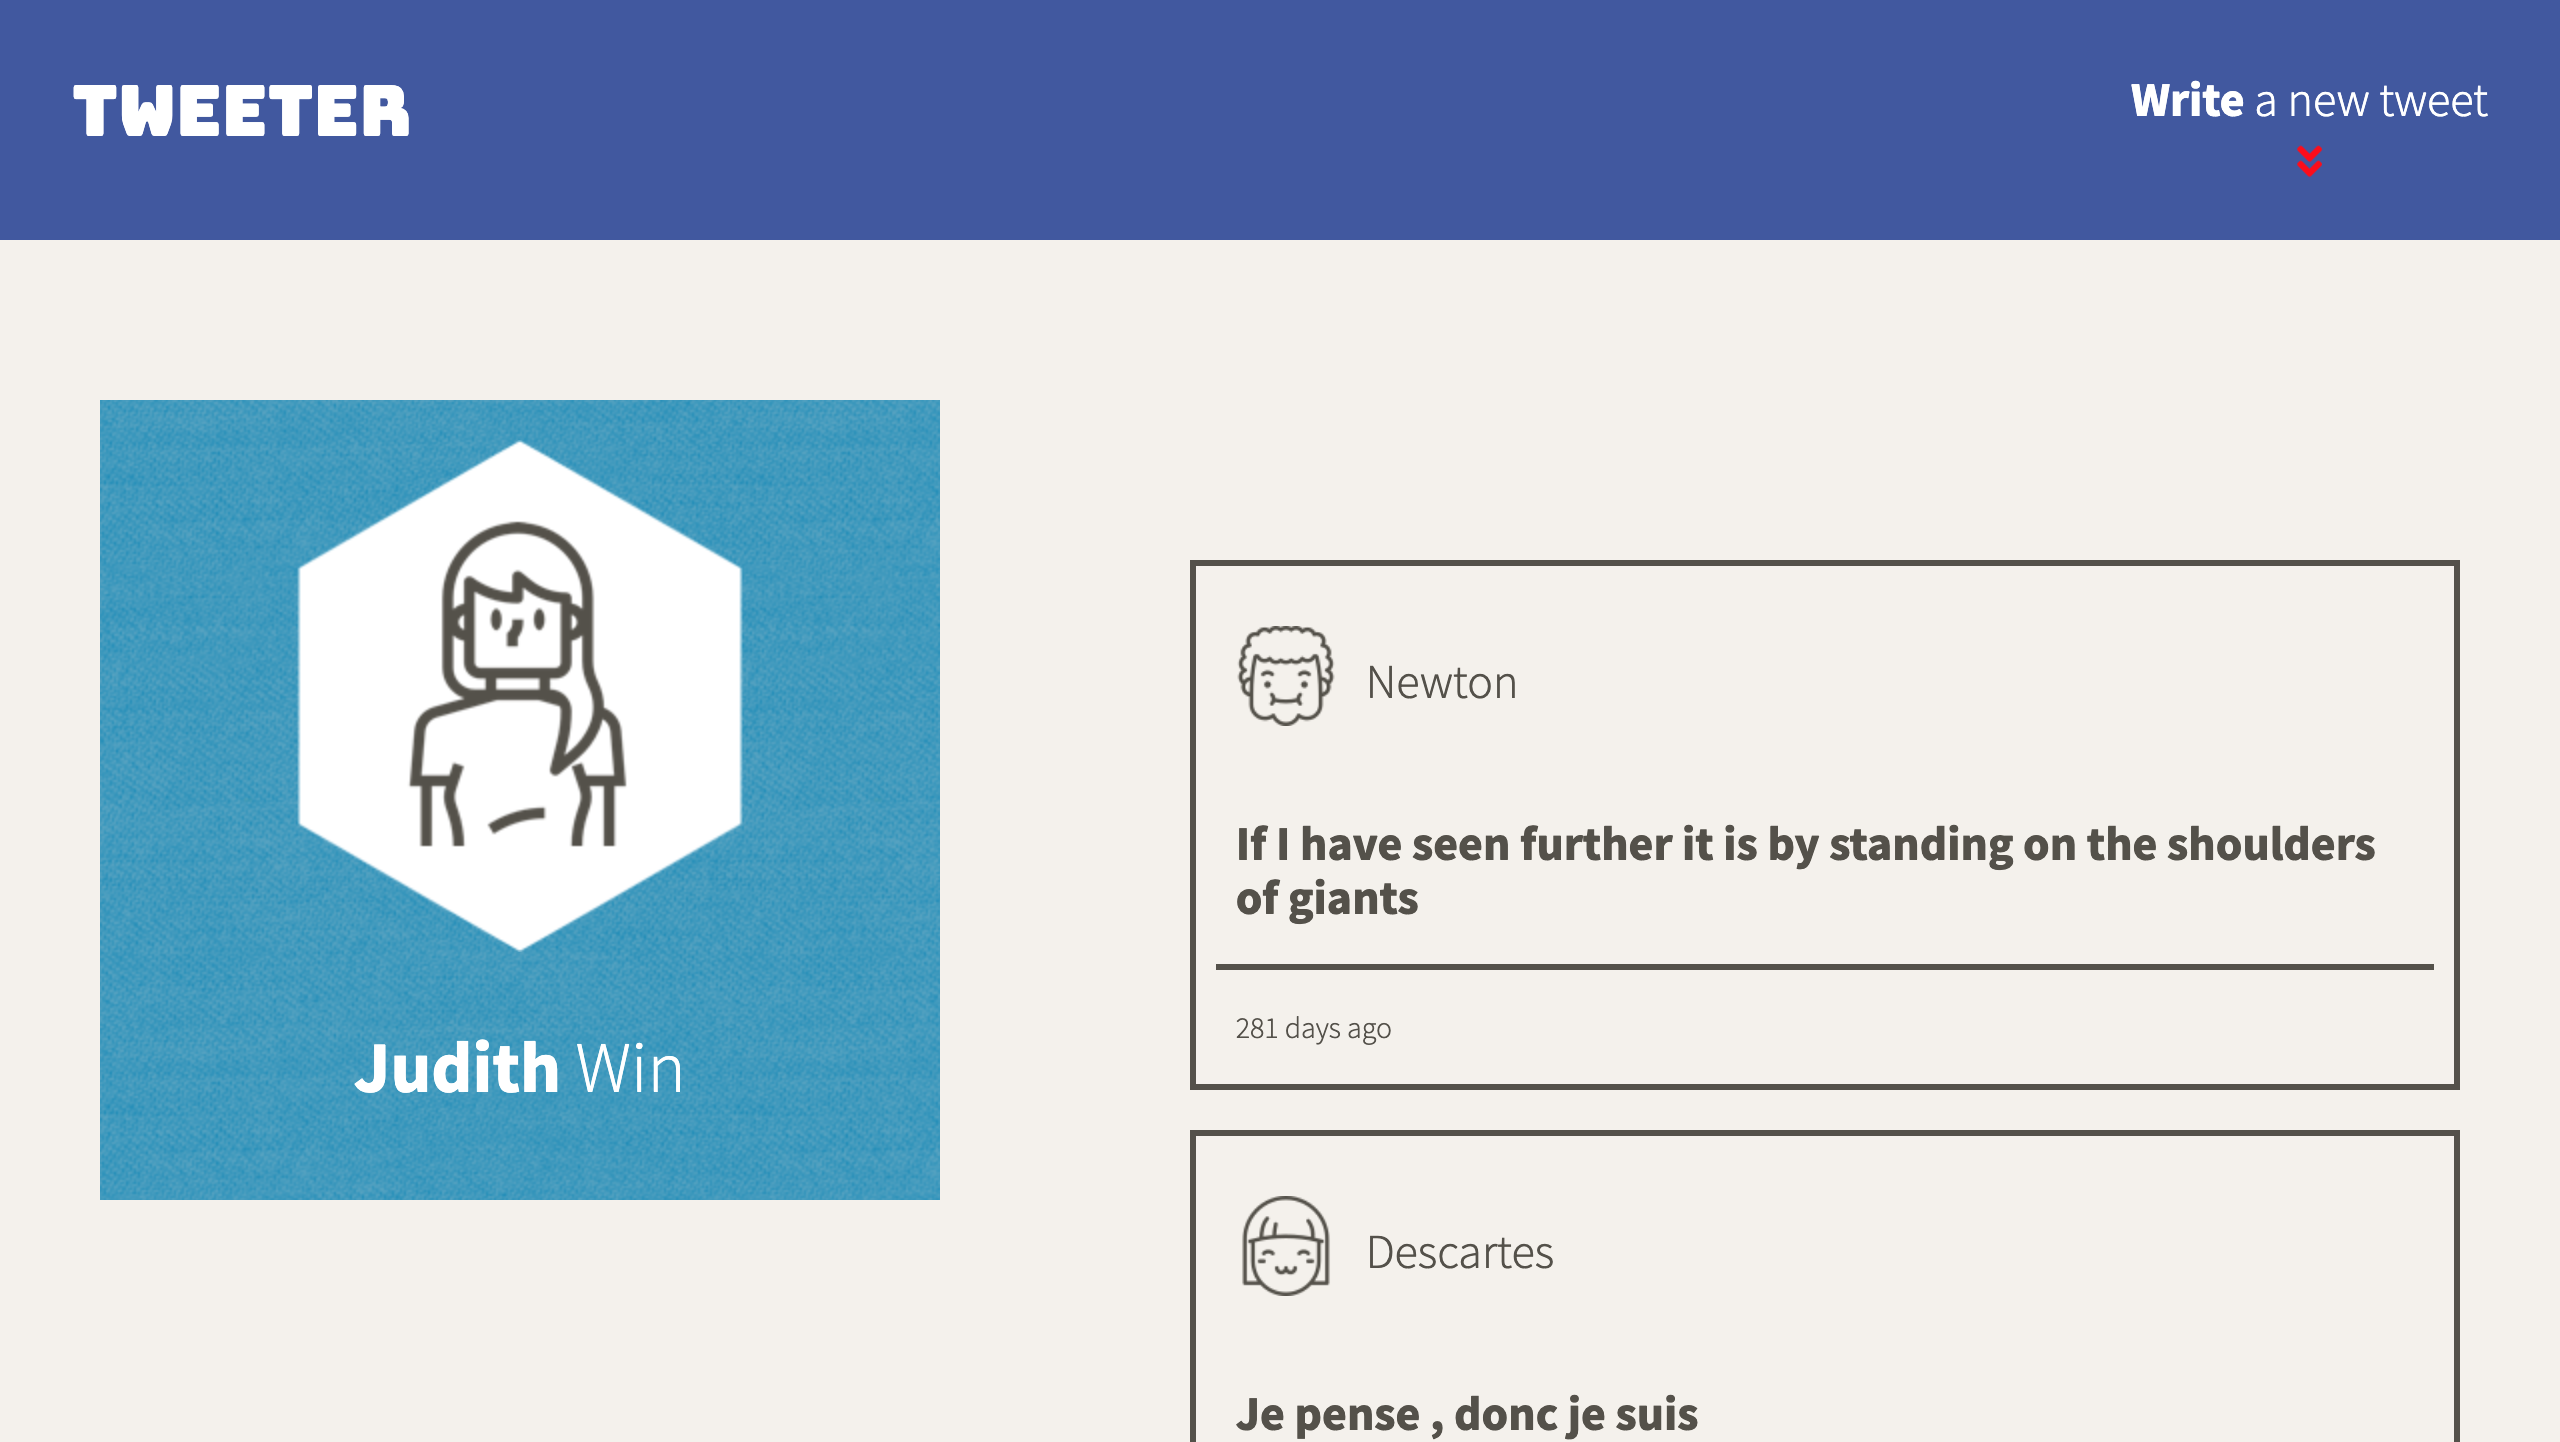 TWEETER
Write a new tweet
Judith Win
Newton
If I have seen further it is by standing on the shoulders
of giants
281 days ago
Descartes
Je pense , donc je suis